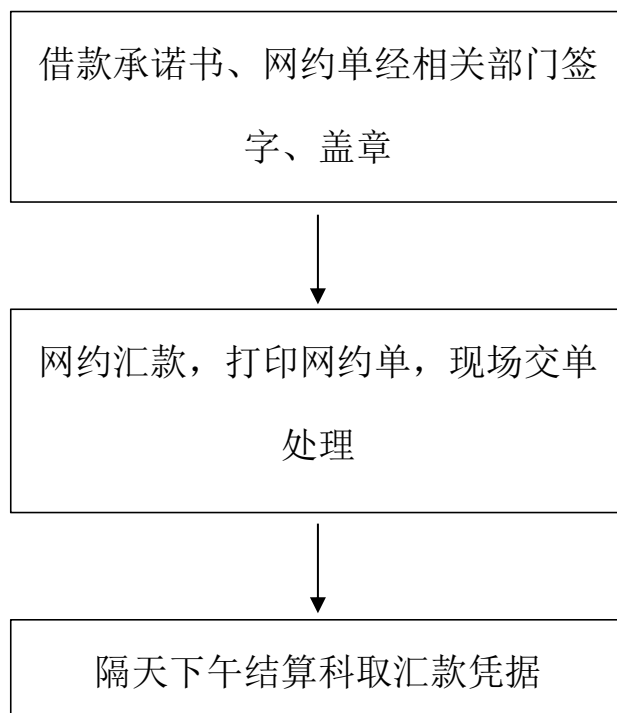 借款承诺书、网约单经相关部门签
字、盖章
网约汇款，打印网约单，现场交单
处理
隔天下午结算科取汇款凭据